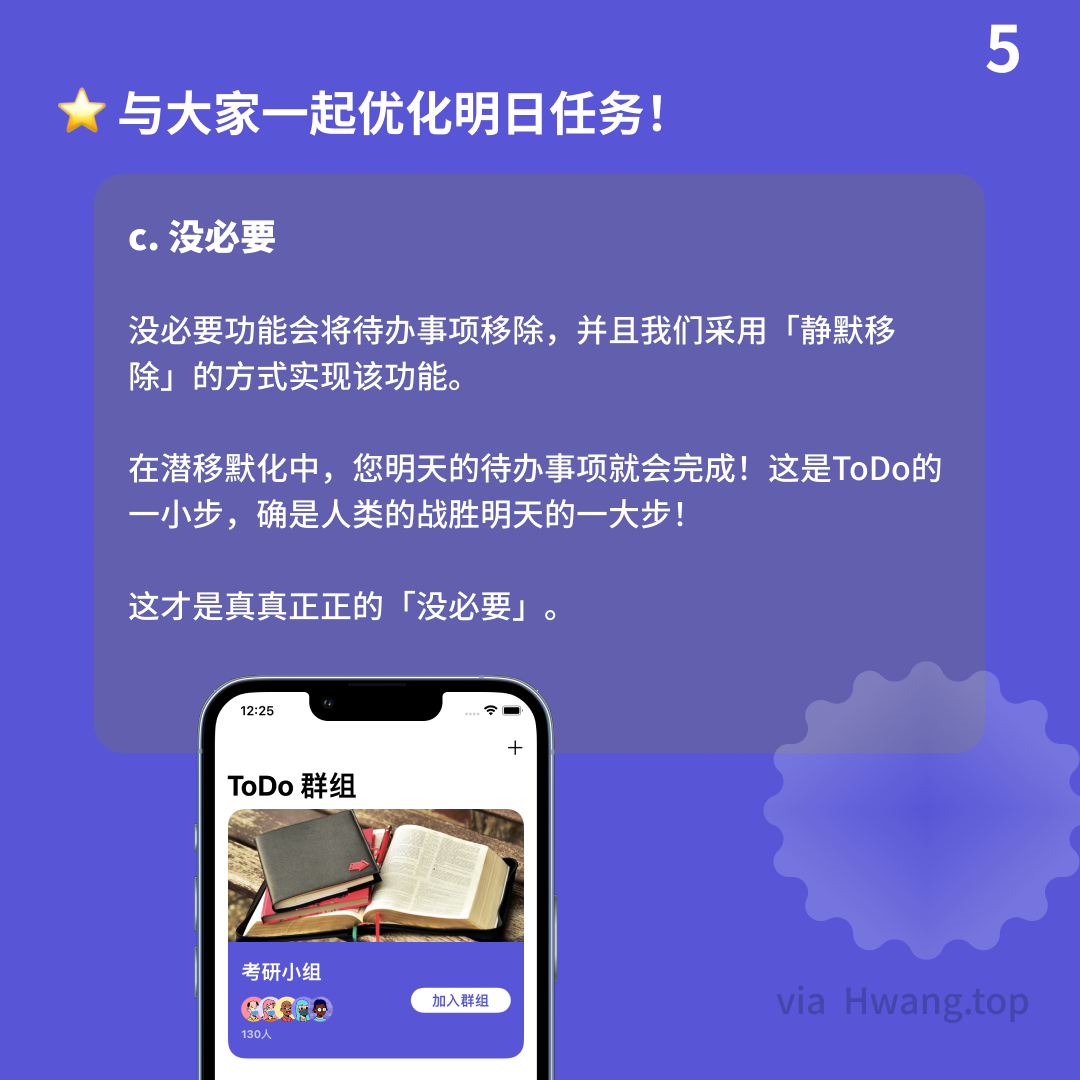 5
与大家一起优化明日任务!
c. 没必要
没必要功能会将待办事项移除，并且我们采用「静默移
除」的方式实现该功能。
在潜移默化中，您明天的待办事项就会完成！这是ToDo的
一小步，确是人类的战胜明天的一大步！
这才是真真正正的「没必要」。
12:25
ToDo 群组
考研小组
加入群组
130人
via Hwang.top